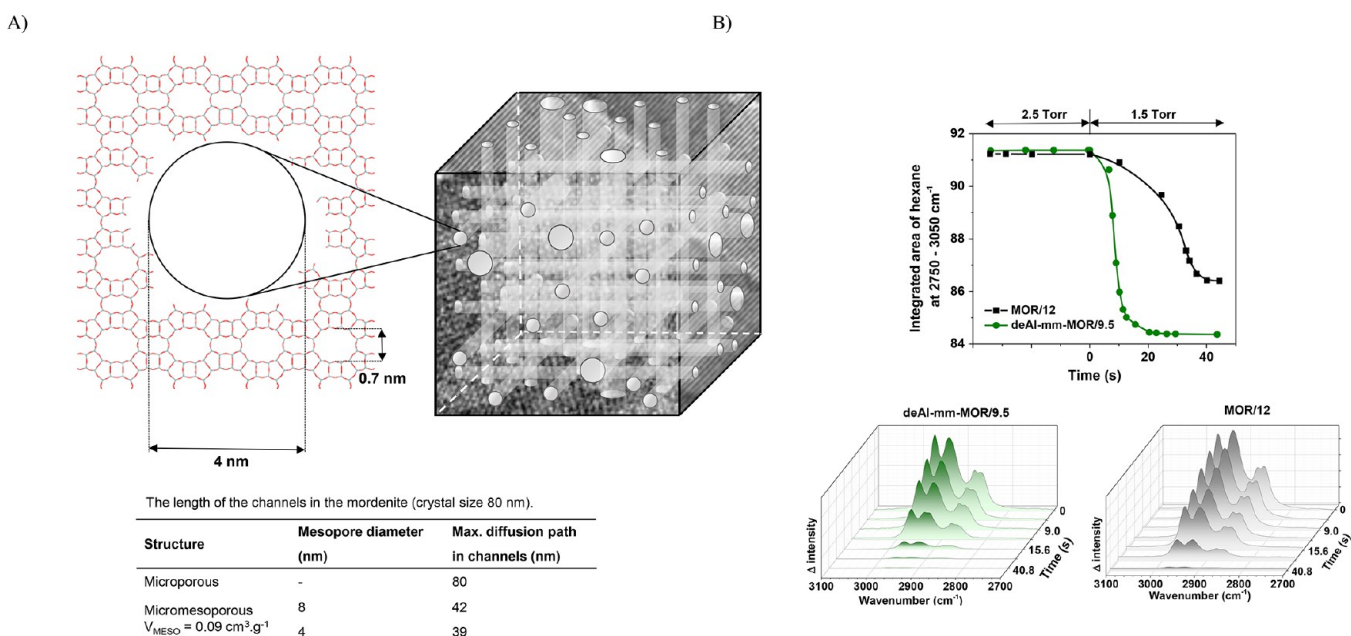 A)
B)
0.7 nm
4 nm
The length of the channels in the mordenite (crystal size 80 nm).
Structure
Mesopore diameter (nm)
Max. diffusion path in channels (nm)
Microporous - 80
Micromesoporous 8 42
V_MESO = 0.09 cm³.g⁻¹ 4 39
2.5 Torr 1.5 Torr
92
90
88
86
84
Integrated area of hexane
at 2750 - 3050 cm⁻¹
MOR/12
deAl-mm-MOR/9.5
0 20 40
Time (s)
deAl-mm-MOR/9.5
Δ intensity
3100 3000 2900 2800 2700
Wavenumber (cm⁻¹)
0
9.0
15.6
40.8
Time (s)
MOR/12
Δ intensity
3100 3000 2900 2800 2700
Wavenumber (cm⁻¹)
0
9.0
15.6
40.8
Time (s)